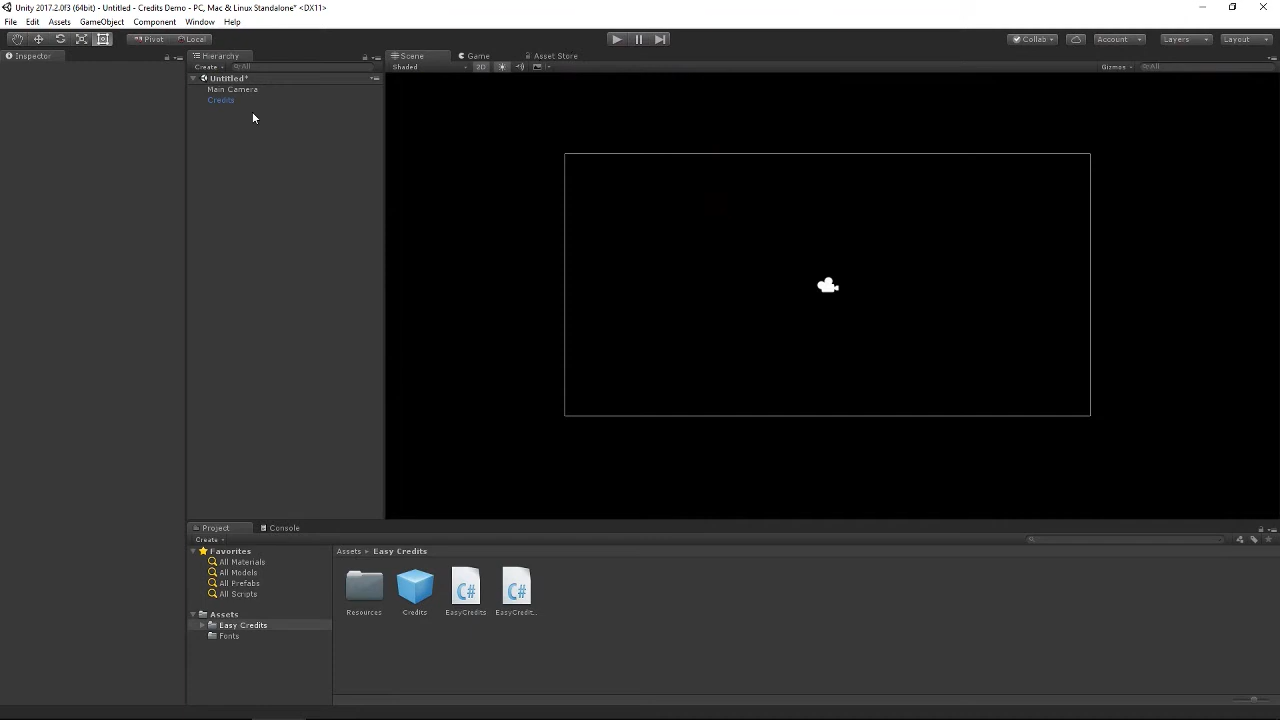 Unity 2017.2.0f3 (64bit) - Untitled - Credits Demo - PC, Mac & Linux Standalone* <DX11>
File Edit Assets GameObject Component Window Help
Pivot Local Collab Account Layers Layout
Inspector Hierarchy Scene Game Asset Store
Create All Shaded 2D Gizmos All
Untitled*
Main Camera
Credits
Project Console
Create
Favorites Assets Easy Credits
All Materials
All Models
All Prefabs
All Scripts
C# C#
Resources Credits EasyCredits EasyCredit...
Assets
Easy Credits
Fonts